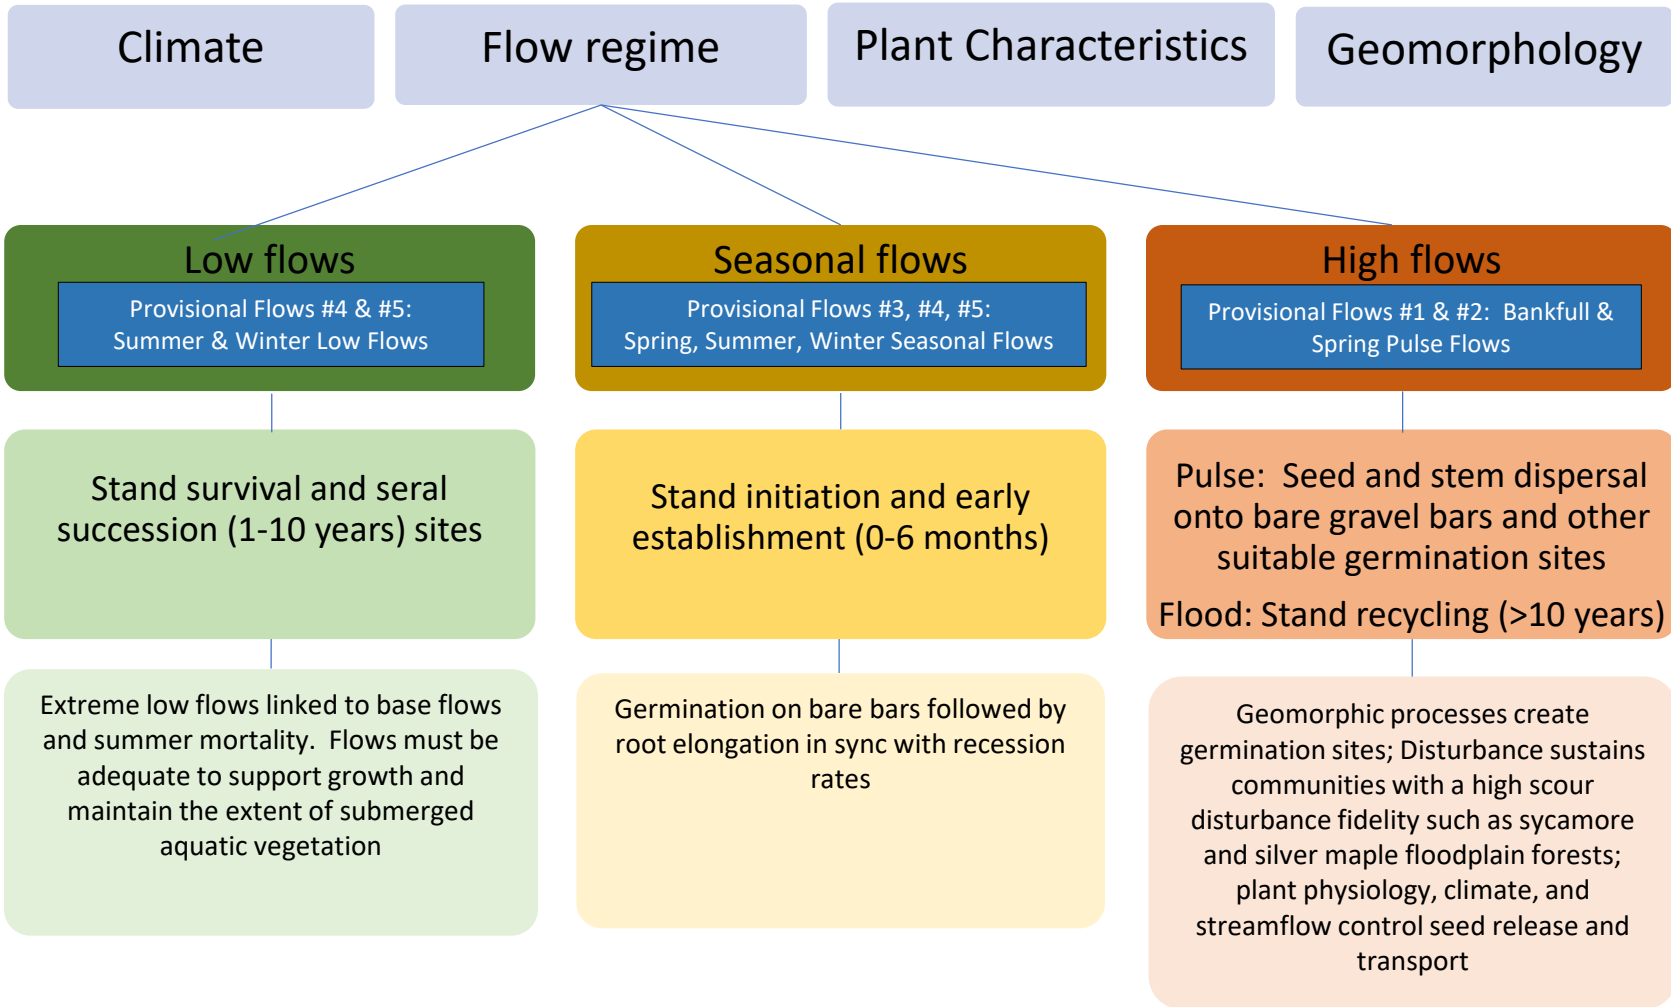 Climate
Flow regime
Plant Characteristics
Geomorphology
Low flows
Provisional Flows #4 & #5:
Summer & Winter Low Flows
Seasonal flows
Provisional Flows #3, #4, #5:
Spring, Summer, Winter Seasonal Flows
High flows
Provisional Flows #1 & #2:  Bankfull &
Spring Pulse Flows
Stand survival and seral
succession (1-10 years) sites
Stand initiation and early
establishment (0-6 months)
Pulse:  Seed and stem dispersal
onto bare gravel bars and other
suitable germination sites
Flood: Stand recycling (>10 years)
Extreme low flows linked to base flows
and summer mortality.  Flows must be
adequate to support growth and
maintain the extent of submerged
aquatic vegetation
Germination on bare bars followed by
root elongation in sync with recession
rates
Geomorphic processes create
germination sites; Disturbance sustains
communities with a high scour
disturbance fidelity such as sycamore
and silver maple floodplain forests;
plant physiology, climate, and
streamflow control seed release and
transport